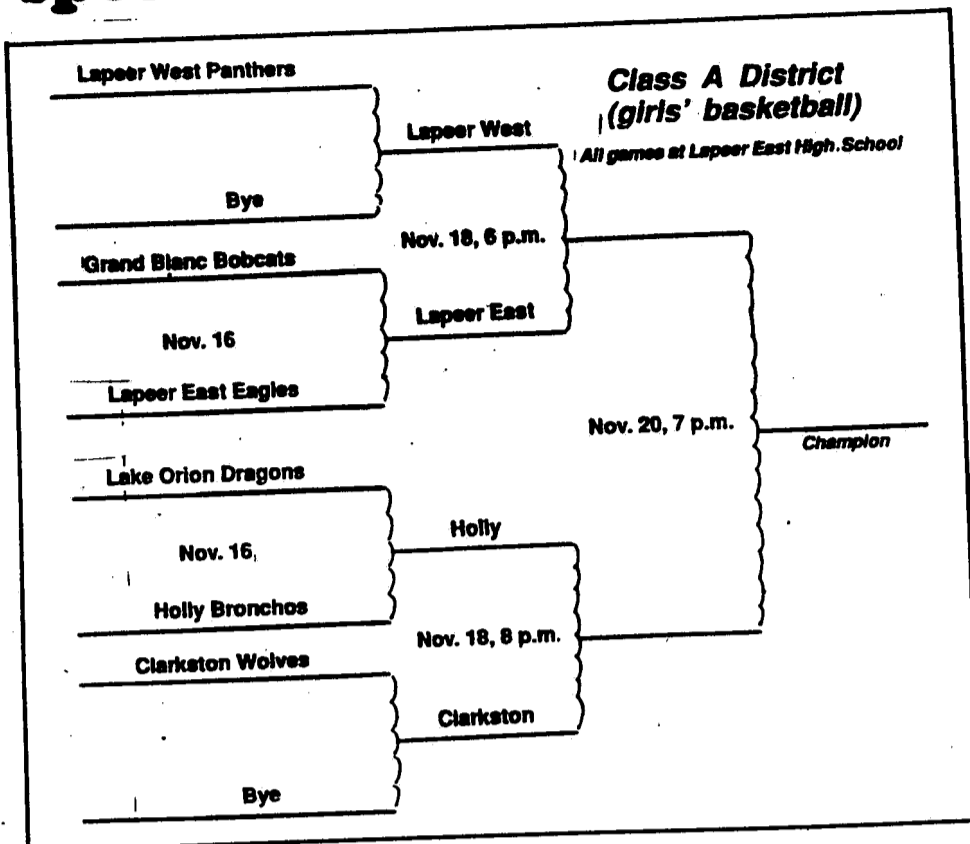 Class A District
(girls' basketball)
All games at Lapeer East High School
Lapeer West Panthers
Bye
Lapeer West
Grand Blanc Bobcats
Nov. 16
Lapeer East Eagles
Lapeer East
Nov. 18, 6 p.m.
Lake Orion Dragons
Nov. 16
Holly Bronchos
Holly
Clarkston Wolves
Bye
Clarkston
Nov. 18, 8 p.m.
Nov. 20, 7 p.m.
Champion